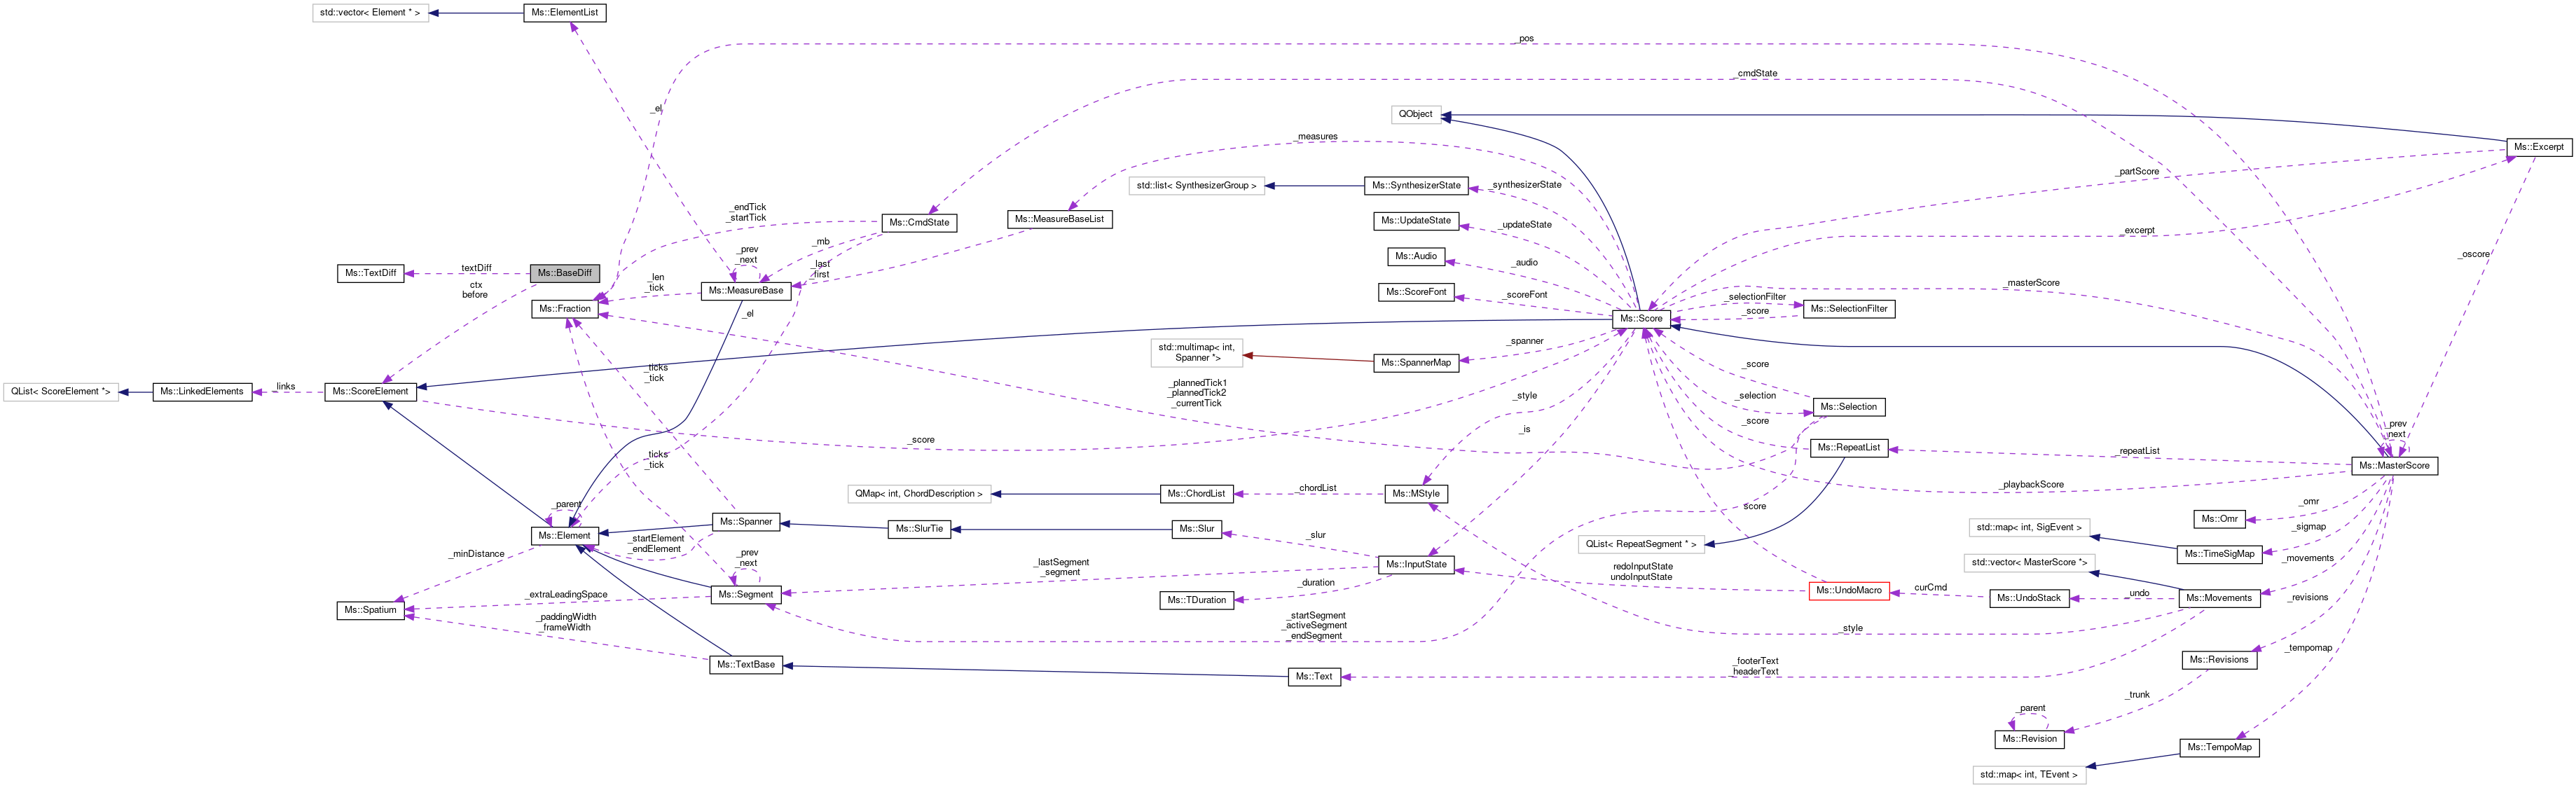 std::vector< Element * >
Ms::ElementList
_pos
_cmdState
_el
QObject
_measures
Ms::Excerpt
_partScore
std::list< SynthesizerGroup >
Ms::SynthesizerState
_synthesizerState
_endTick
_startTick
Ms::CmdState
Ms::MeasureBaseList
Ms::UpdateState
_updateState
_excerpt
_mb
_prev
_next
Ms::Audio
_audio
_oscore
Ms::TextDiff
textDiff
Ms::BaseDiff
_last
_first
_len
_tick
ctx
before
Ms::MeasureBase
Ms::ScoreFont
_scoreFont
_masterScore
_selectionFilter
Ms::SelectionFilter
_score
Ms::Fraction
_el
Ms::Score
std::multimap< int,
Spanner *>
Ms::SpannerMap
_spanner
_score
_ticks
_tick
QList< ScoreElement *>
Ms::LinkedElements
_links
Ms::ScoreElement
_plannedTick1
_plannedTick2
_currentTick
_style
_selection
Ms::Selection
_score
_is
_score
Ms::RepeatList
_repeatList
_prev
_next
Ms::MasterScore
_ticks
_tick
_playbackScore
QMap< int, ChordDescription >
Ms::ChordList
_chordList
Ms::MStyle
score
_omr
Ms::Omr
_parent
Ms::Element
Ms::Spanner
Ms::SlurTie
Ms::Slur
_slur
std::map< int, SigEvent >
_sigmap
Ms::TimeSigMap
_startElement
_endElement
_minDistance
QList< RepeatSegment * >
_prev
_next
_lastSegment
_segment
Ms::InputState
redoInputState
undoInputState
std::vector< MasterScore *>
_movements
_duration
Ms::UndoMacro
curCmd
Ms::UndoStack
_undo
Ms::Movements
_revisions
Ms::Segment
_extraLeadingSpace
Ms::Spatium
Ms::TDuration
_paddingWidth
_frameWidth
_startSegment
_activeSegment
_endSegment
_style
_tempomap
Ms::TextBase
_footerText
_headerText
Ms::Text
Ms::Revisions
_trunk
_parent
Ms::Revision
Ms::TempoMap
std::map< int, TEvent >